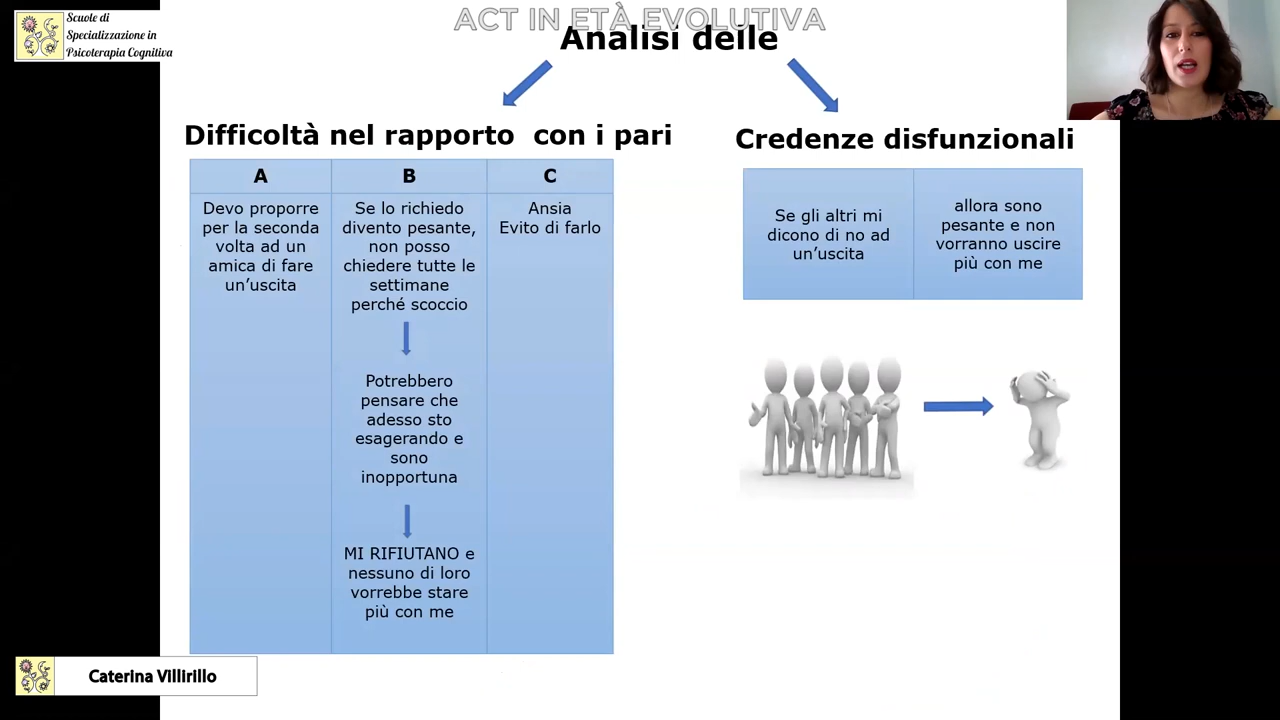 Scuole di
Specializzazione in
Psicoterapia Cognitiva
ACT IN ETÀ EVOLUTIVA
Analisi delle
Difficoltà nel rapporto con i pari
A
B
C
Devo proporre
per la seconda
volta ad un
amica di fare
un’uscita
Se lo richiedo
divento pesante,
non posso
chiedere tutte le
settimane
perché scoccio
Potrebbero
pensare che
adesso sto
esagerando e
sono
inopportuna
MI RIFIUTANO e
nessuno di loro
vorrebbe stare
più con me
Ansia
Evito di farlo
Credenze disfunzionali
Se gli altri mi
dicono di no ad
un’uscita
allora sono
pesante e non
vorranno uscire
più con me
Caterina Villirillo